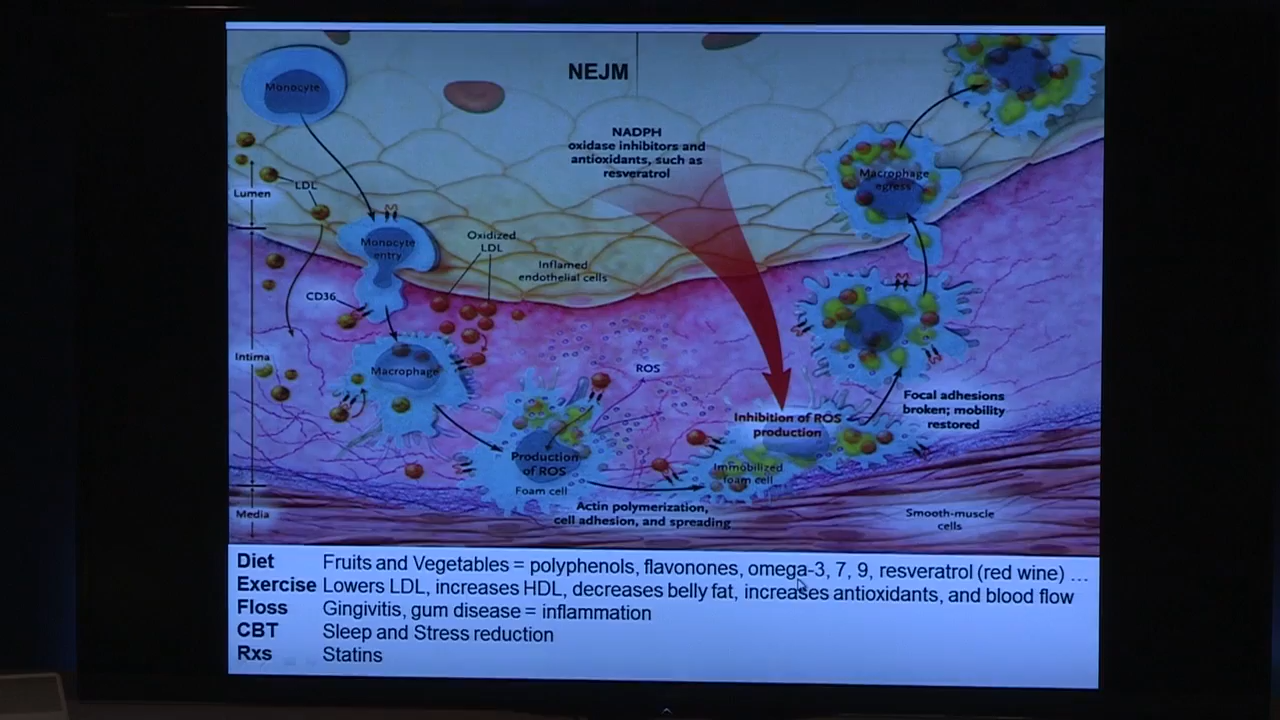 NEJM
Monocyte
NADPH
oxidase inhibitors and
antioxidants, such as
resveratrol
Macrophage
egress
LDL
Lumen
Monocyte
entry
Oxidized
LDL
Inflamed
endothelial cells
CD36
Intima
Macrophage
ROS
Focal adhesions
broken; mobility
restored
Inhibition of ROS
production
Production
of ROS
Foam cell
Immobilized
foam cell
Actin polymerization,
cell adhesion, and spreading
Media
Smooth-muscle
cells
Diet Fruits and Vegetables = polyphenols, flavonones, omega-3, 7, 9, resveratrol (red wine) ...
Exercise Lowers LDL, increases HDL, decreases belly fat, increases antioxidants, and blood flow
Floss Gingivitis, gum disease = inflammation
CBT Sleep and Stress reduction
Rxs Statins